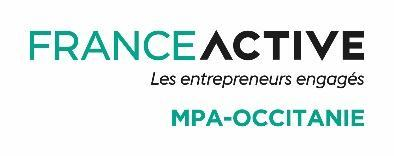 FRANCEACTIVE
Les entrepreneurs engagés
MPA-OCCITANIE